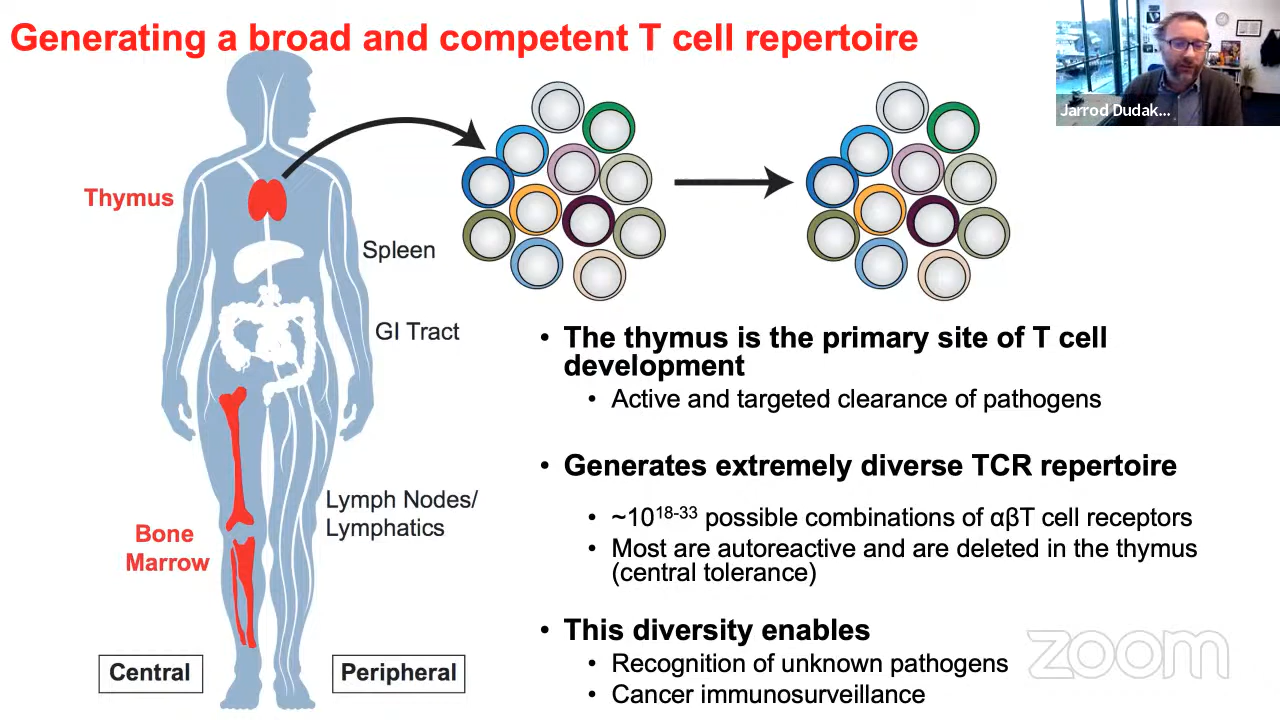 Generating a broad and competent T cell repertoire
Jarrod Dudak...
Thymus
Spleen
GI Tract
Lymph Nodes/
Lymphatics
Bone
Marrow
Central
Peripheral
• The thymus is the primary site of T cell
development
• Active and targeted clearance of pathogens
• Generates extremely diverse TCR repertoire
• ~10¹⁸⁻³³ possible combinations of αβT cell receptors
• Most are autoreactive and are deleted in the thymus
(central tolerance)
• This diversity enables
• Recognition of unknown pathogens
• Cancer immunosurveillance
zoom